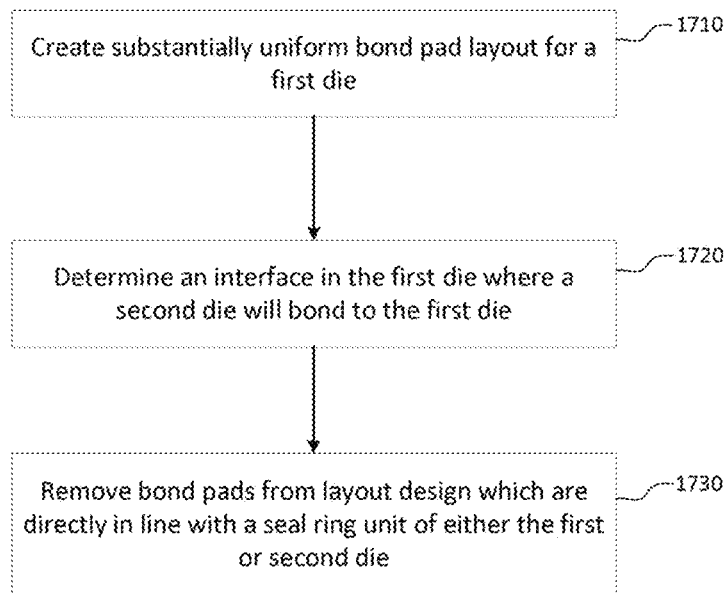 Create substantially uniform bond pad layout for a
first die
1710
Determine an interface in the first die where a
second die will bond to the first die
1720
Remove bond pads from layout design which are
directly in line with a seal ring unit of either the first
or second die
1730